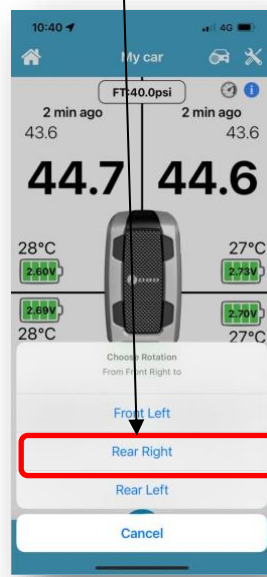 10:40 4G
My car
FT:40.0psi
2 min ago 2 min ago
43.6 43.6
44.7 44.6
28°C 27°C
2.60V 2.73V
2.69V 2.70V
28°C 27°C
Choose Rotation
From Front Right to
Front Left
Rear Right
Rear Left
Cancel